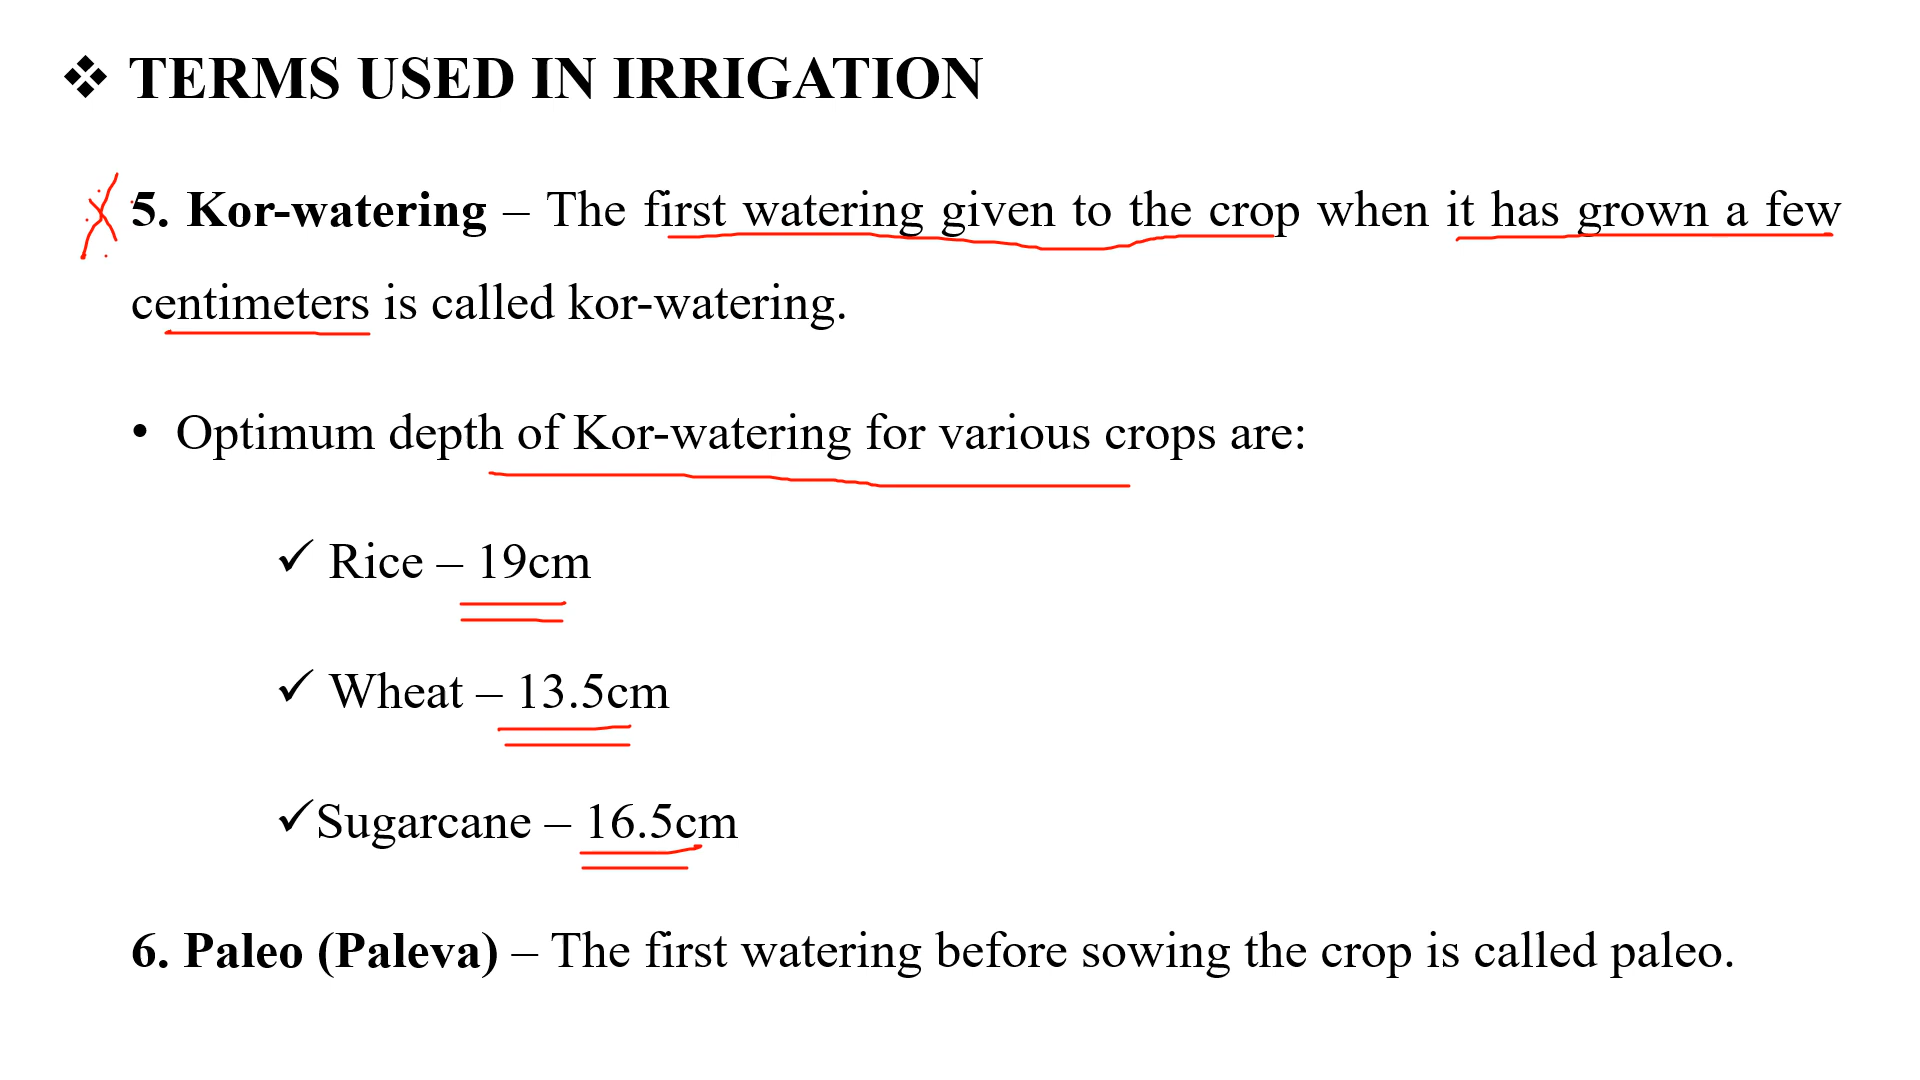 ❖ TERMS USED IN IRRIGATION
5. Kor-watering – The first watering given to the crop when it has grown a few
centimeters is called kor-watering.
• Optimum depth of Kor-watering for various crops are:
✓ Rice – 19cm
✓ Wheat – 13.5cm
✓Sugarcane – 16.5cm
6. Paleo (Paleva) – The first watering before sowing the crop is called paleo.